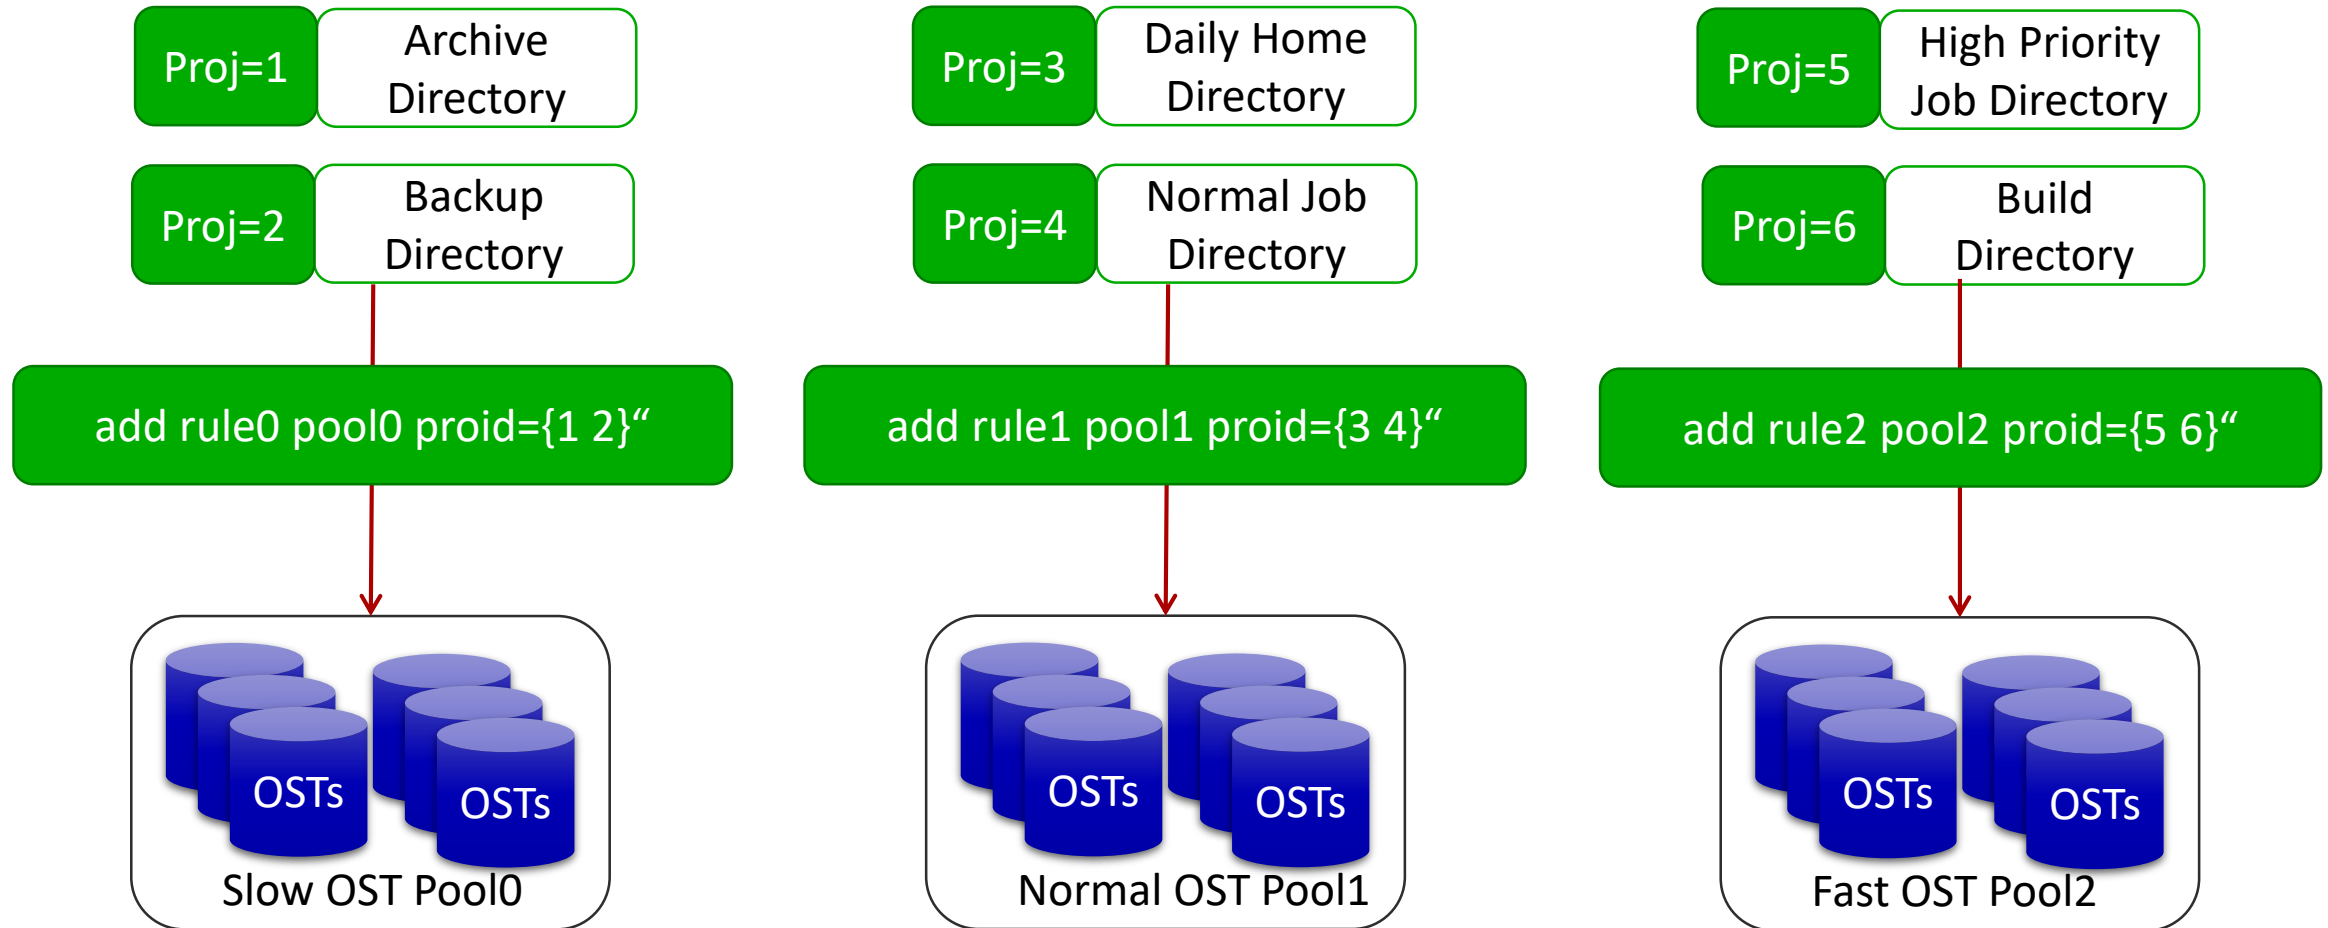 Proj=1
Archive
Directory
Proj=2
Backup
Directory
add rule0 pool0 proid={1 2}“
OSTs
OSTs
Slow OST Pool0
Proj=3
Daily Home
Directory
Proj=4
Normal Job
Directory
add rule1 pool1 proid={3 4}“
OSTs
OSTs
Normal OST Pool1
Proj=5
High Priority
Job Directory
Proj=6
Build
Directory
add rule2 pool2 proid={5 6}“
OSTs
OSTs
Fast OST Pool2